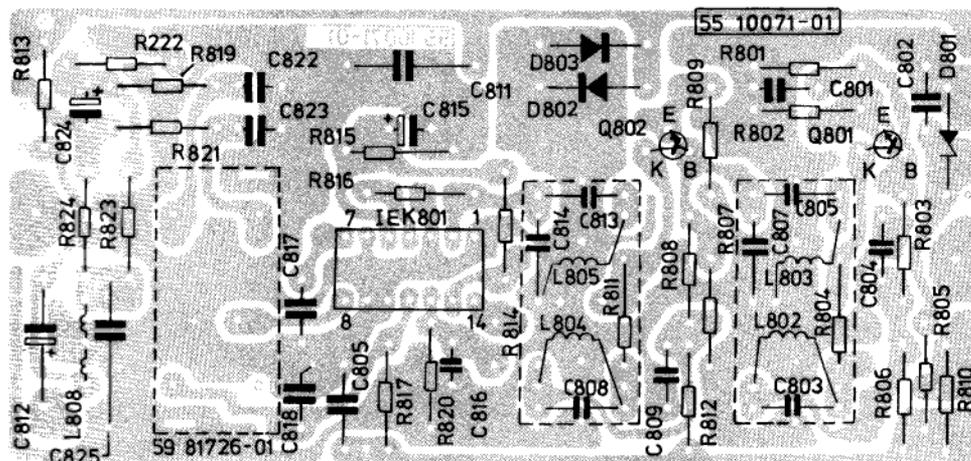 55 10071-01
R813
R222
R819
C822
C811
D803
D802
R809
R801
C802
D801
C824
R821
C823
R815
+
C815
+
Q802
E
K
B
R802
C801
Q801
E
K
B
R824
R823
R816
7
IEK801
1
8
14
C817
R814
C814
C813
L805
R811
L804
C808
R808
R807
C807
L805
L803
R804
L802
C803
C804
R803
R805
C812
+
L808
C825
59 81726-01
C818
C805
R817
R820
C816
C809
R812
R806
R810